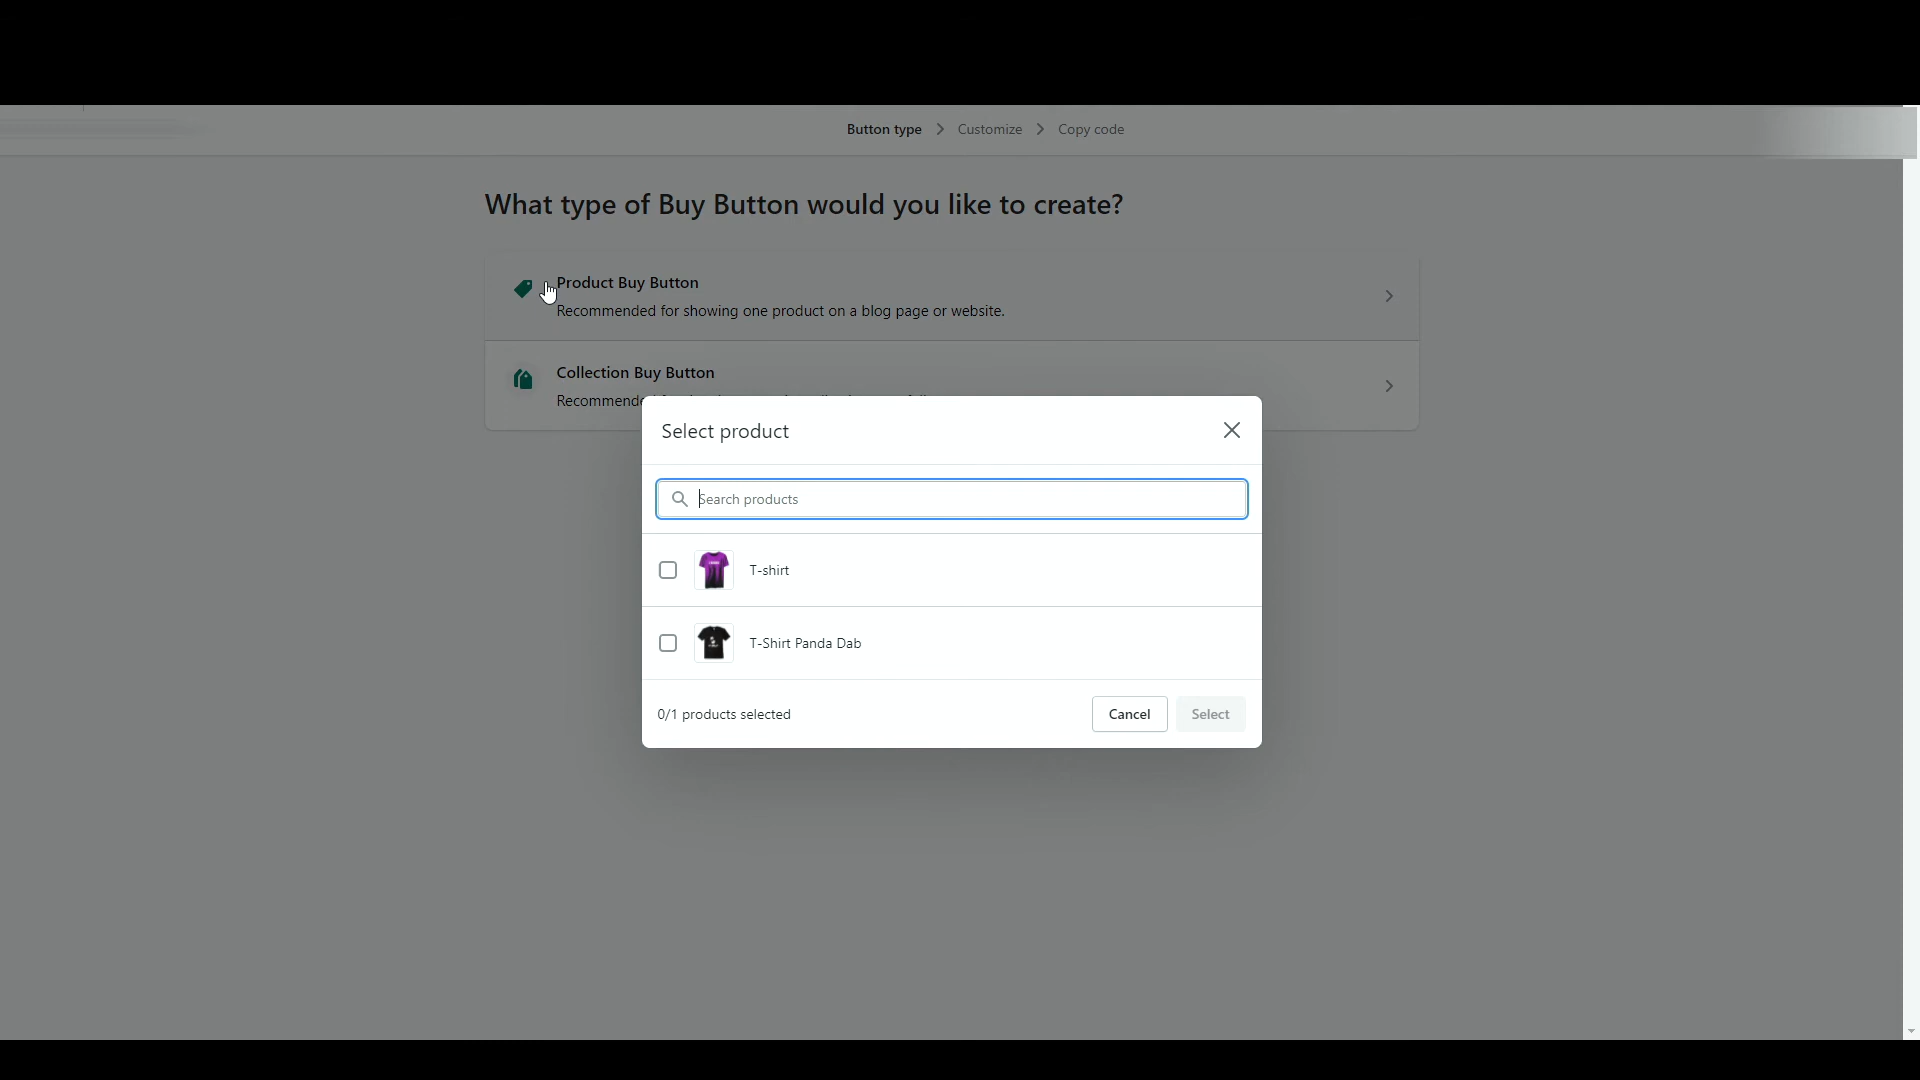 Button type > Customize > Copy code
What type of Buy Button would you like to create?
Product Buy Button
Recommended for showing one product on a blog page or website.
Collection Buy Button
Select product
Search products
T-shirt
T-Shirt Panda Dab
0/1 products selected
Cancel
Select